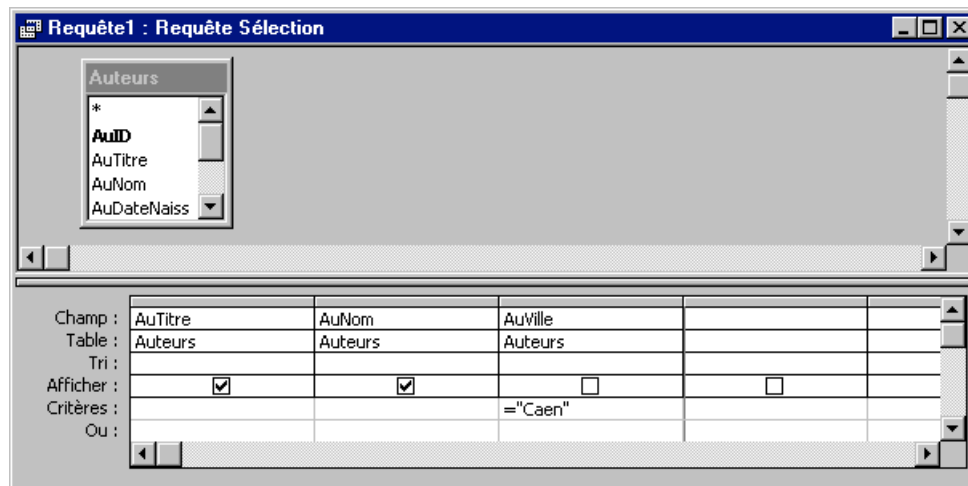 Requête1 : Requête Sélection
Auteurs
*
AuID
AuTitre
AuNom
AuDateNaiss
Champ : AuTitre AuNom AuVille
Table : Auteurs Auteurs Auteurs
Tri :
Afficher :
Critères : ="Caen"
Ou :